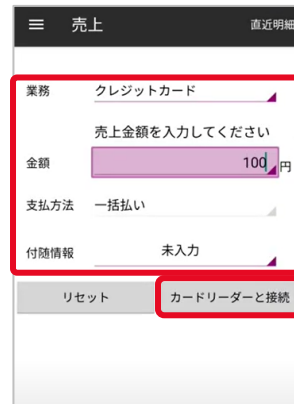 売上 直近明細
業務 クレジットカード
売上金額を入力してください
金額 100 円
支払方法 一括払い
付随情報 未入力
リセット カードリーダーと接続